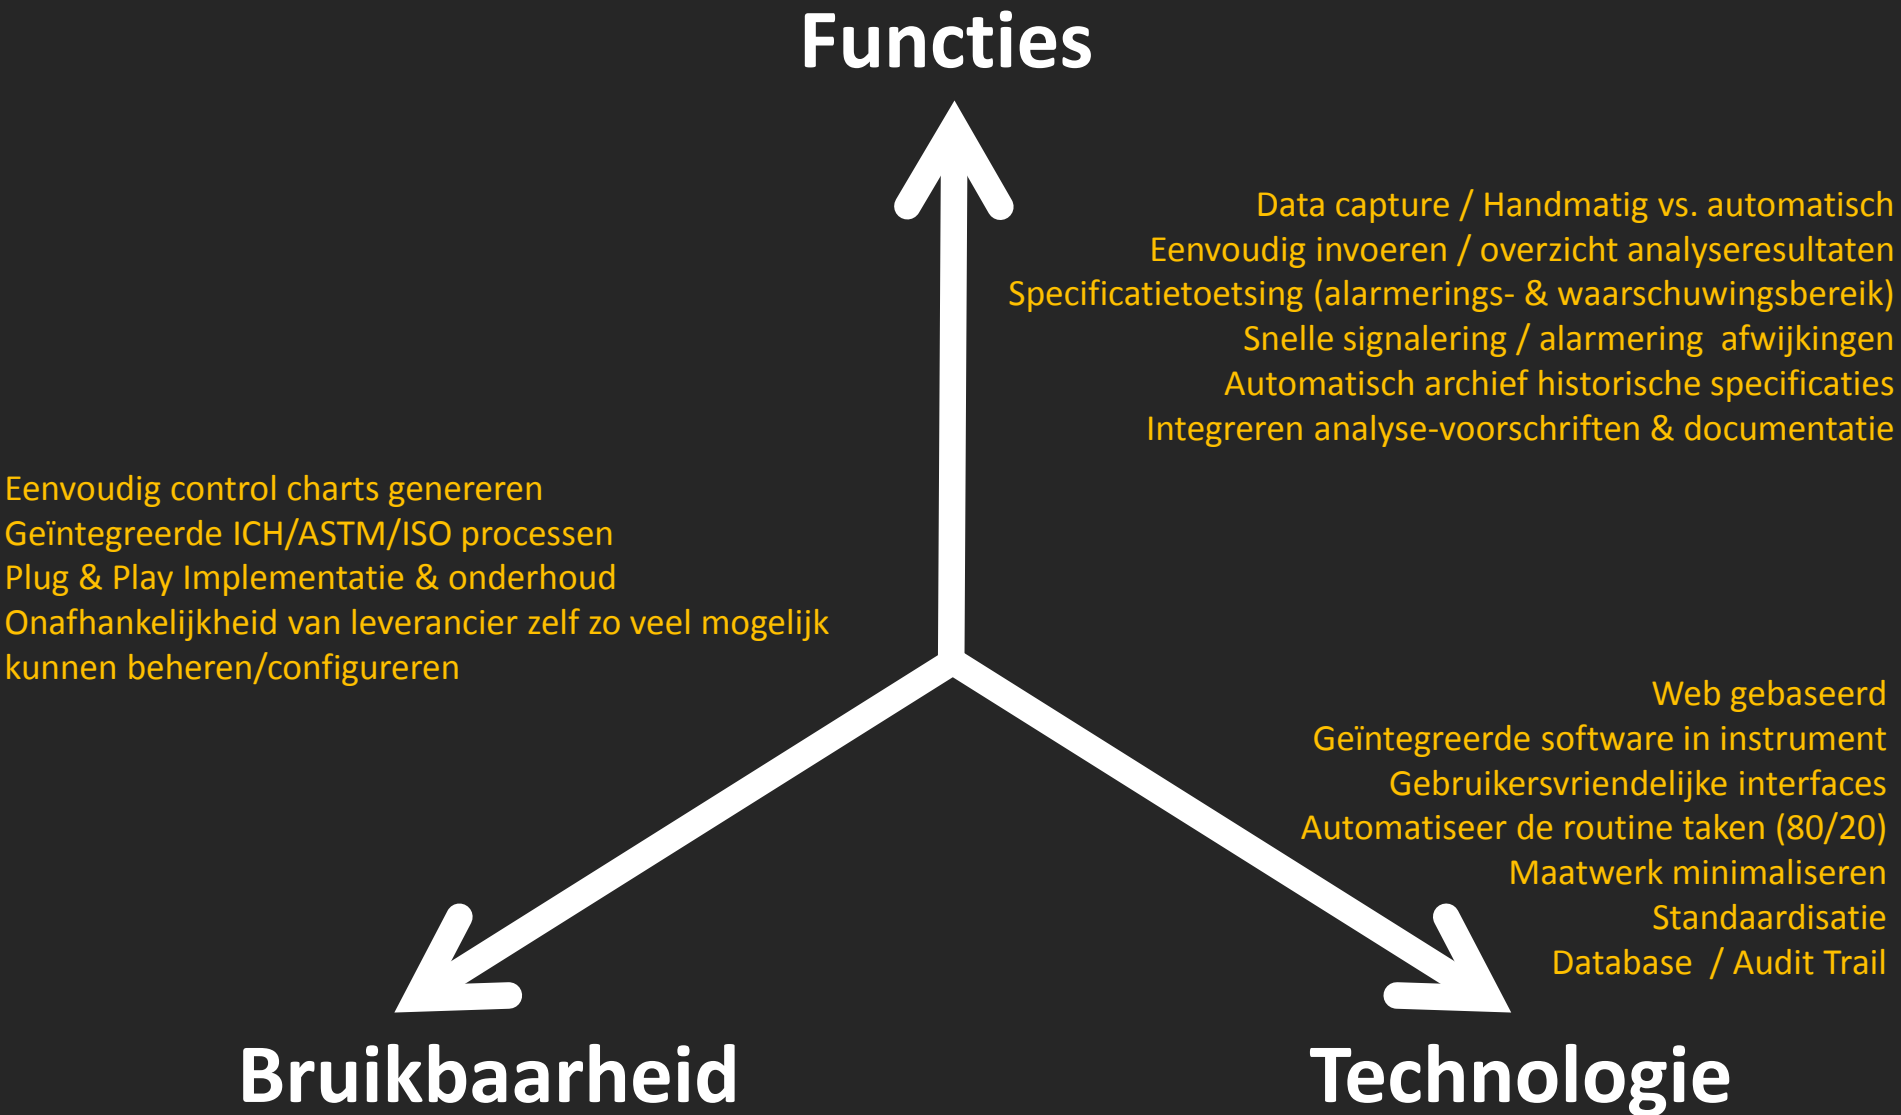 Functies
Data capture / Handmatig vs. automatisch
Eenvoudig invoeren / overzicht analyseresultaten
Specificatietoetsing (alarmerings- & waarschuwingsbereik)
Snelle signalering / alarmering  afwijkingen
Automatisch archief historische specificaties
Integreren analyse-voorschriften & documentatie
Eenvoudig control charts genereren
Geïntegreerde ICH/ASTM/ISO processen
Plug & Play Implementatie & onderhoud
Onafhankelijkheid van leverancier zelf zo veel mogelijk
kunnen beheren/configureren
Web gebaseerd
Geïntegreerde software in instrument
Gebruikersvriendelijke interfaces
Automatiseer de routine taken (80/20)
Maatwerk minimaliseren
Standaardisatie
Database  / Audit Trail
Bruikbaarheid
Technologie